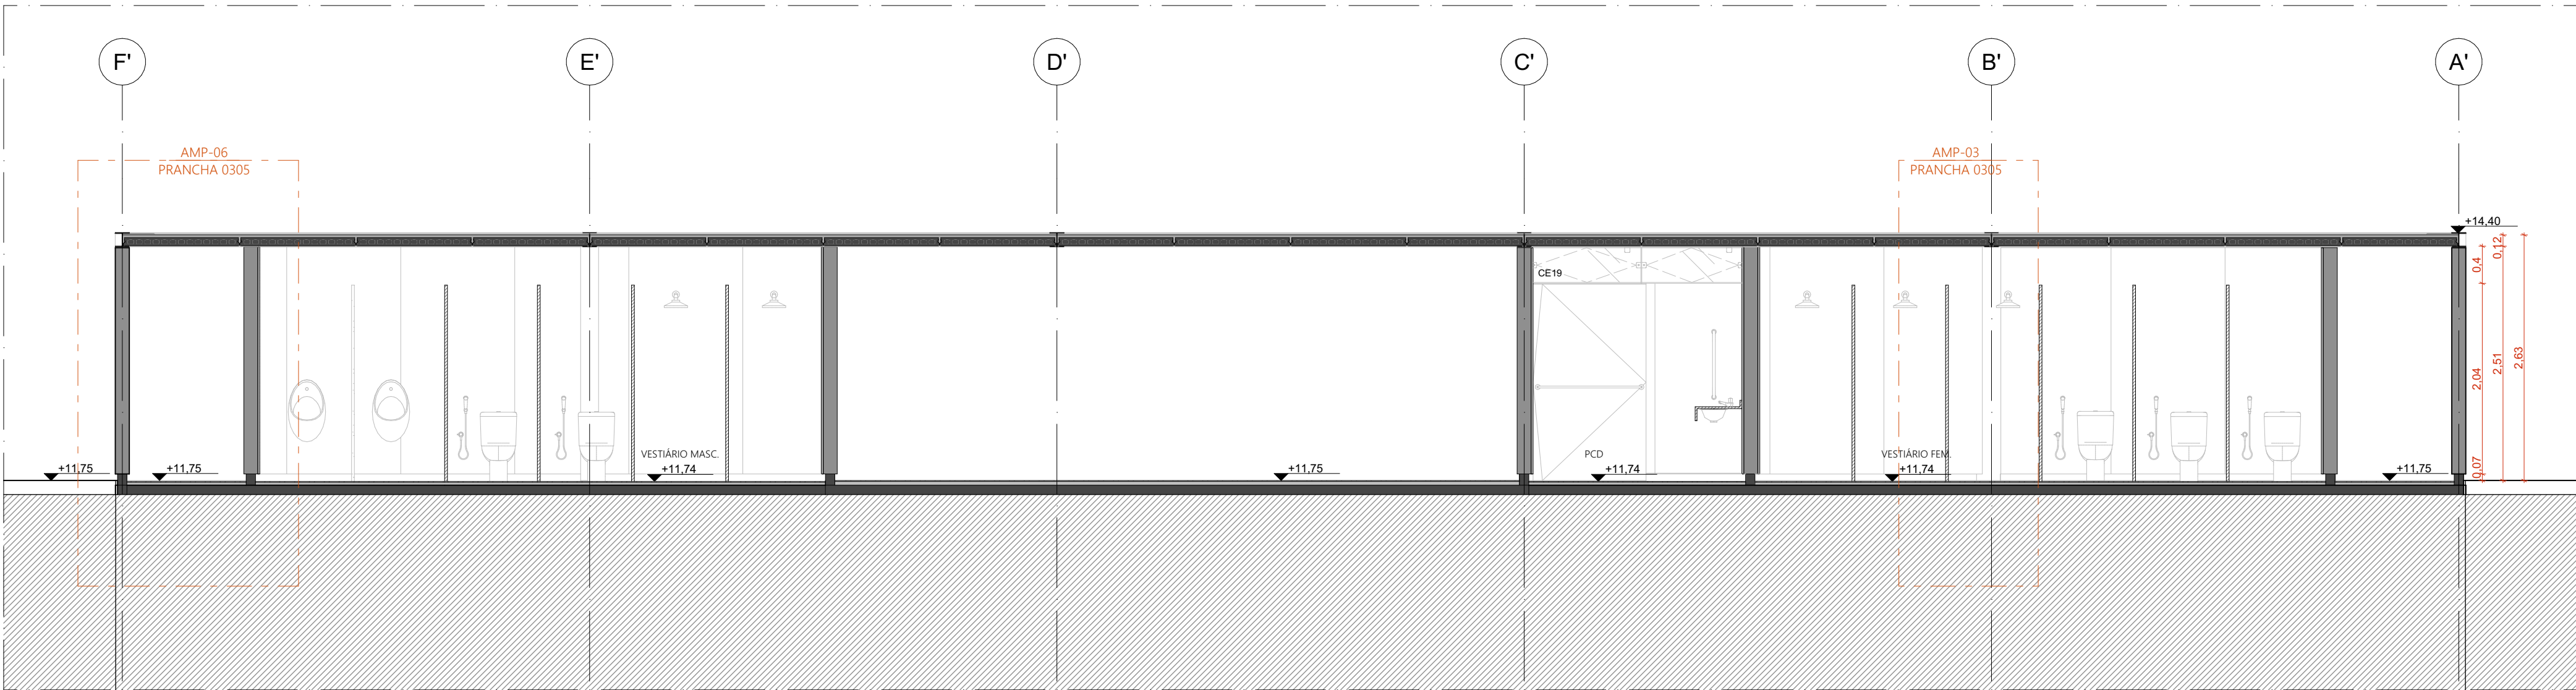 F'
E'
D'
C'
B'
A'
AMP-06
PRANCHA 0305
AMP-03
PRANCHA 0305
+14,40
0,12
0,4
CE19
2,51
2,63
2,04
VESTIÁRIO MASC.
PCD
VESTIÁRIO FEM.
+11,75
+11,75
+11,74
+11,75
+11,74
+11,74
+11,75
0,07